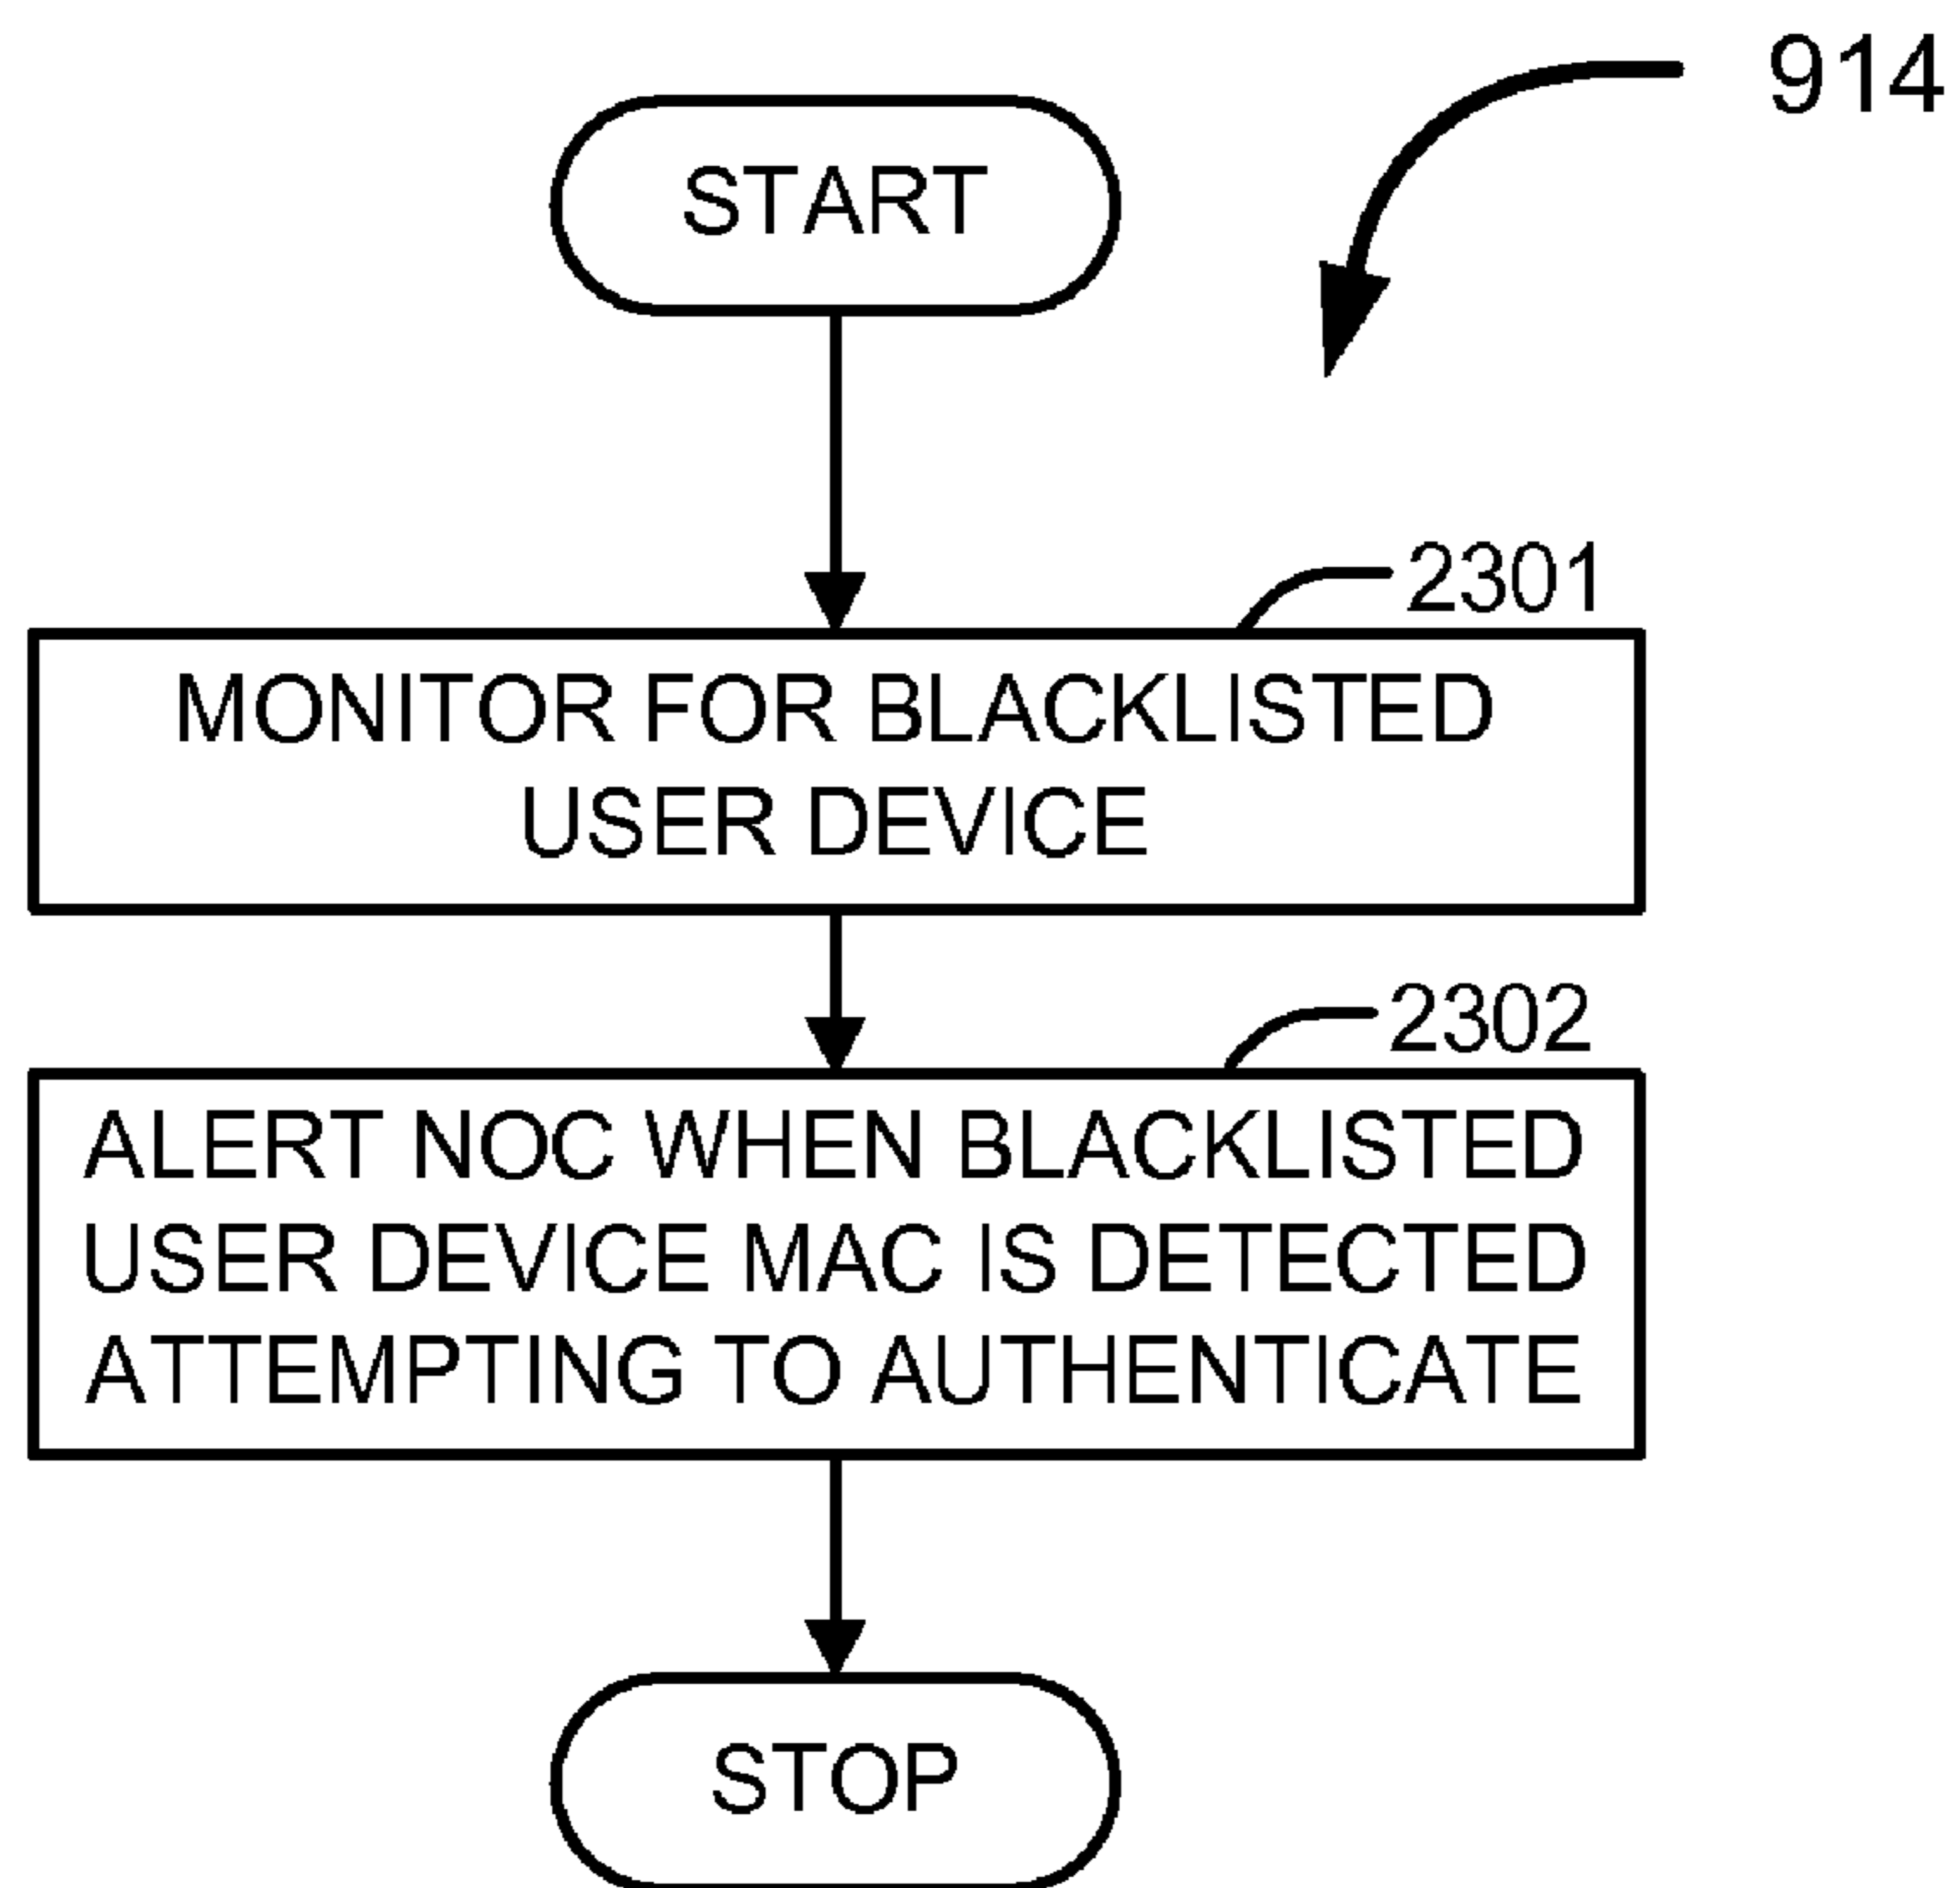 914
START
2301
MONITOR FOR BLACKLISTED
USER DEVICE
2302
ALERT NOC WHEN BLACKLISTED
USER DEVICE MAC IS DETECTED
ATTEMPTING TO AUTHENTICATE
STOP